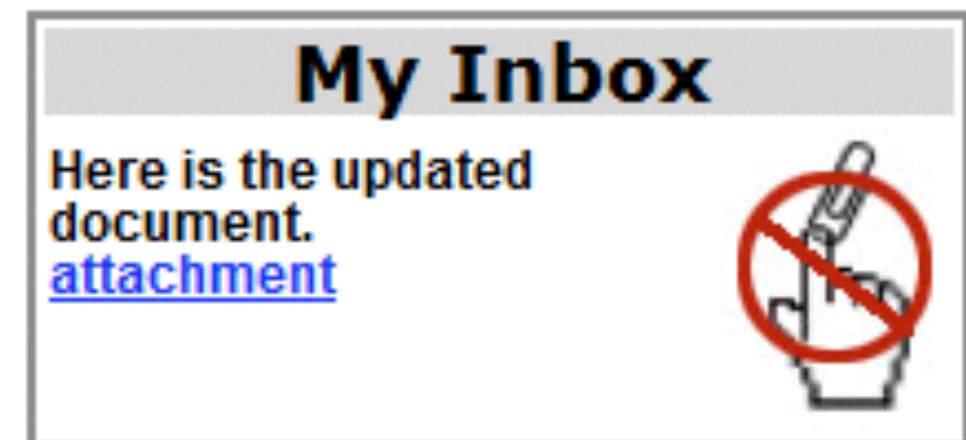 My Inbox
Here is the updated
document.
attachment